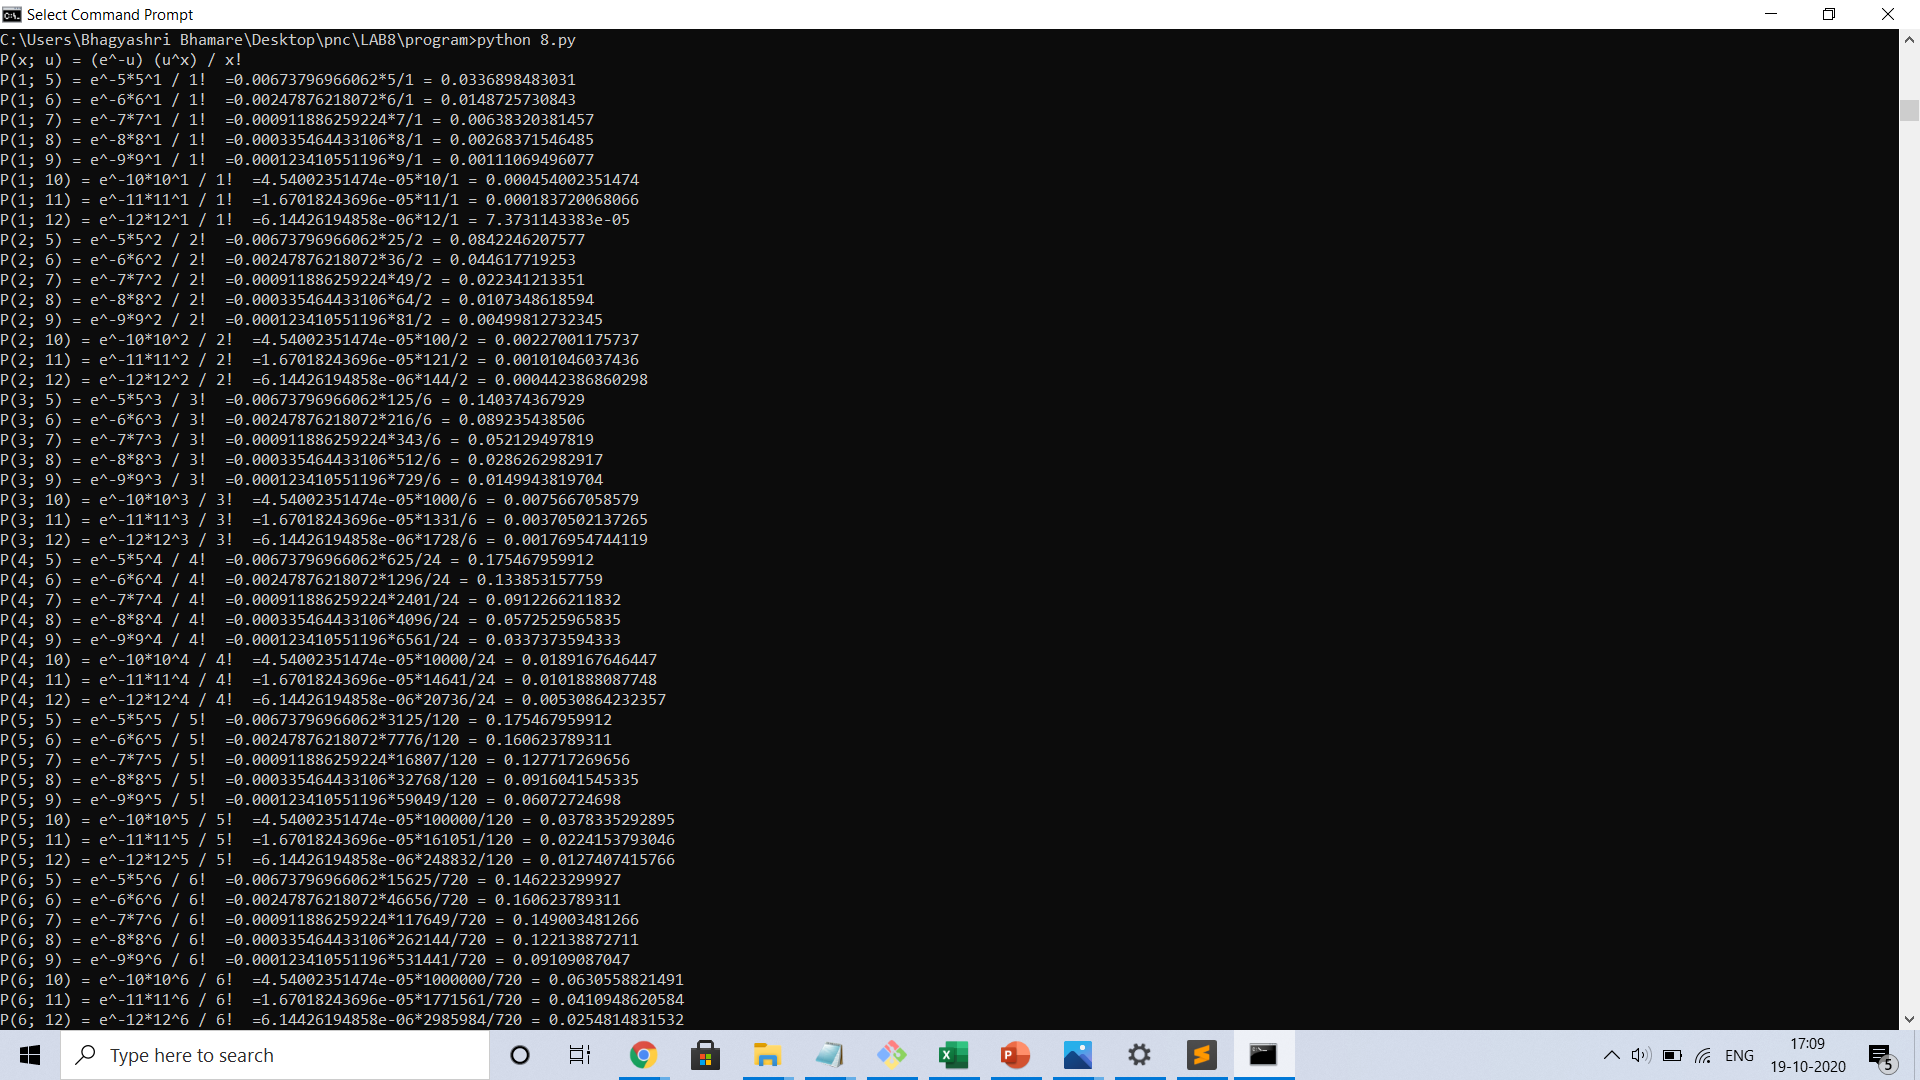 Select Command Prompt
C:\Users\Bhagyashri Bhamare\Desktop\pnc\LAB8\program>python 8.py
P(x; u) = (e^-u) (u^x) / x!
P(1; 5) = e^-5*5^1 / 1!  =0.00673796966062*5/1 = 0.0336898483031
P(1; 6) = e^-6*6^1 / 1!  =0.00247876218072*6/1 = 0.0148725730843
P(1; 7) = e^-7*7^1 / 1!  =0.000911886259224*7/1 = 0.00638320381457
P(1; 8) = e^-8*8^1 / 1!  =0.000335464433106*8/1 = 0.00268371546485
P(1; 9) = e^-9*9^1 / 1!  =0.000123410551196*9/1 = 0.00111069496077
P(1; 10) = e^-10*10^1 / 1!  =4.54002351474e-05*10/1 = 0.000454002351474
P(1; 11) = e^-11*11^1 / 1!  =1.67018243696e-05*11/1 = 0.000183720068066
P(1; 12) = e^-12*12^1 / 1!  =6.14426194858e-06*12/1 = 7.3731143383e-05
P(2; 5) = e^-5*5^2 / 2!  =0.00673796966062*25/2 = 0.0842246207577
P(2; 6) = e^-6*6^2 / 2!  =0.00247876218072*36/2 = 0.044617719253
P(2; 7) = e^-7*7^2 / 2!  =0.000911886259224*49/2 = 0.022341213351
P(2; 8) = e^-8*8^2 / 2!  =0.000335464433106*64/2 = 0.0107348618594
P(2; 9) = e^-9*9^2 / 2!  =0.000123410551196*81/2 = 0.00499812732345
P(2; 10) = e^-10*10^2 / 2!  =4.54002351474e-05*100/2 = 0.00227001175737
P(2; 11) = e^-11*11^2 / 2!  =1.67018243696e-05*121/2 = 0.00101046037436
P(2; 12) = e^-12*12^2 / 2!  =6.14426194858e-06*144/2 = 0.000442386860298
P(3; 5) = e^-5*5^3 / 3!  =0.00673796966062*125/6 = 0.140374367929
P(3; 6) = e^-6*6^3 / 3!  =0.00247876218072*216/6 = 0.089235438506
P(3; 7) = e^-7*7^3 / 3!  =0.000911886259224*343/6 = 0.052129497819
P(3; 8) = e^-8*8^3 / 3!  =0.000335464433106*512/6 = 0.0286262982917
P(3; 9) = e^-9*9^3 / 3!  =0.000123410551196*729/6 = 0.0149943819704
P(3; 10) = e^-10*10^3 / 3!  =4.54002351474e-05*1000/6 = 0.0075667058579
P(3; 11) = e^-11*11^3 / 3!  =1.67018243696e-05*1331/6 = 0.00370502137265
P(3; 12) = e^-12*12^3 / 3!  =6.14426194858e-06*1728/6 = 0.00176954744119
P(4; 5) = e^-5*5^4 / 4!  =0.00673796966062*625/24 = 0.175467959912
P(4; 6) = e^-6*6^4 / 4!  =0.00247876218072*1296/24 = 0.133853157759
P(4; 7) = e^-7*7^4 / 4!  =0.000911886259224*2401/24 = 0.0912266211832
P(4; 8) = e^-8*8^4 / 4!  =0.000335464433106*4096/24 = 0.0572525965835
P(4; 9) = e^-9*9^4 / 4!  =0.000123410551196*6561/24 = 0.0337373594333
P(4; 10) = e^-10*10^4 / 4!  =4.54002351474e-05*10000/24 = 0.0189167646447
P(4; 11) = e^-11*11^4 / 4!  =1.67018243696e-05*14641/24 = 0.0101888087748
P(4; 12) = e^-12*12^4 / 4!  =6.14426194858e-06*20736/24 = 0.00530864232357
P(5; 5) = e^-5*5^5 / 5!  =0.00673796966062*3125/120 = 0.175467959912
P(5; 6) = e^-6*6^5 / 5!  =0.00247876218072*7776/120 = 0.160623789311
P(5; 7) = e^-7*7^5 / 5!  =0.000911886259224*16807/120 = 0.127717269656
P(5; 8) = e^-8*8^5 / 5!  =0.000335464433106*32768/120 = 0.0916041545335
P(5; 9) = e^-9*9^5 / 5!  =0.000123410551196*59049/120 = 0.06072724698
P(5; 10) = e^-10*10^5 / 5!  =4.54002351474e-05*100000/120 = 0.0378335292895
P(5; 11) = e^-11*11^5 / 5!  =1.67018243696e-05*161051/120 = 0.0224153793046
P(5; 12) = e^-12*12^5 / 5!  =6.14426194858e-06*248832/120 = 0.0127407415766
P(6; 5) = e^-5*5^6 / 6!  =0.00673796966062*15625/720 = 0.146223299927
P(6; 6) = e^-6*6^6 / 6!  =0.00247876218072*46656/720 = 0.160623789311
P(6; 7) = e^-7*7^6 / 6!  =0.000911886259224*117649/720 = 0.149003481266
P(6; 8) = e^-8*8^6 / 6!  =0.000335464433106*262144/720 = 0.122138872711
P(6; 9) = e^-9*9^6 / 6!  =0.000123410551196*531441/720 = 0.09109087047
P(6; 10) = e^-10*10^6 / 6!  =4.54002351474e-05*1000000/720 = 0.0630558821491
P(6; 11) = e^-11*11^6 / 6!  =1.67018243696e-05*1771561/720 = 0.0410948620584
P(6; 12) = e^-12*12^6 / 6!  =6.14426194858e-06*2985984/720 = 0.0254814831532
Type here to search
ENG
17:09
19-10-2020
5